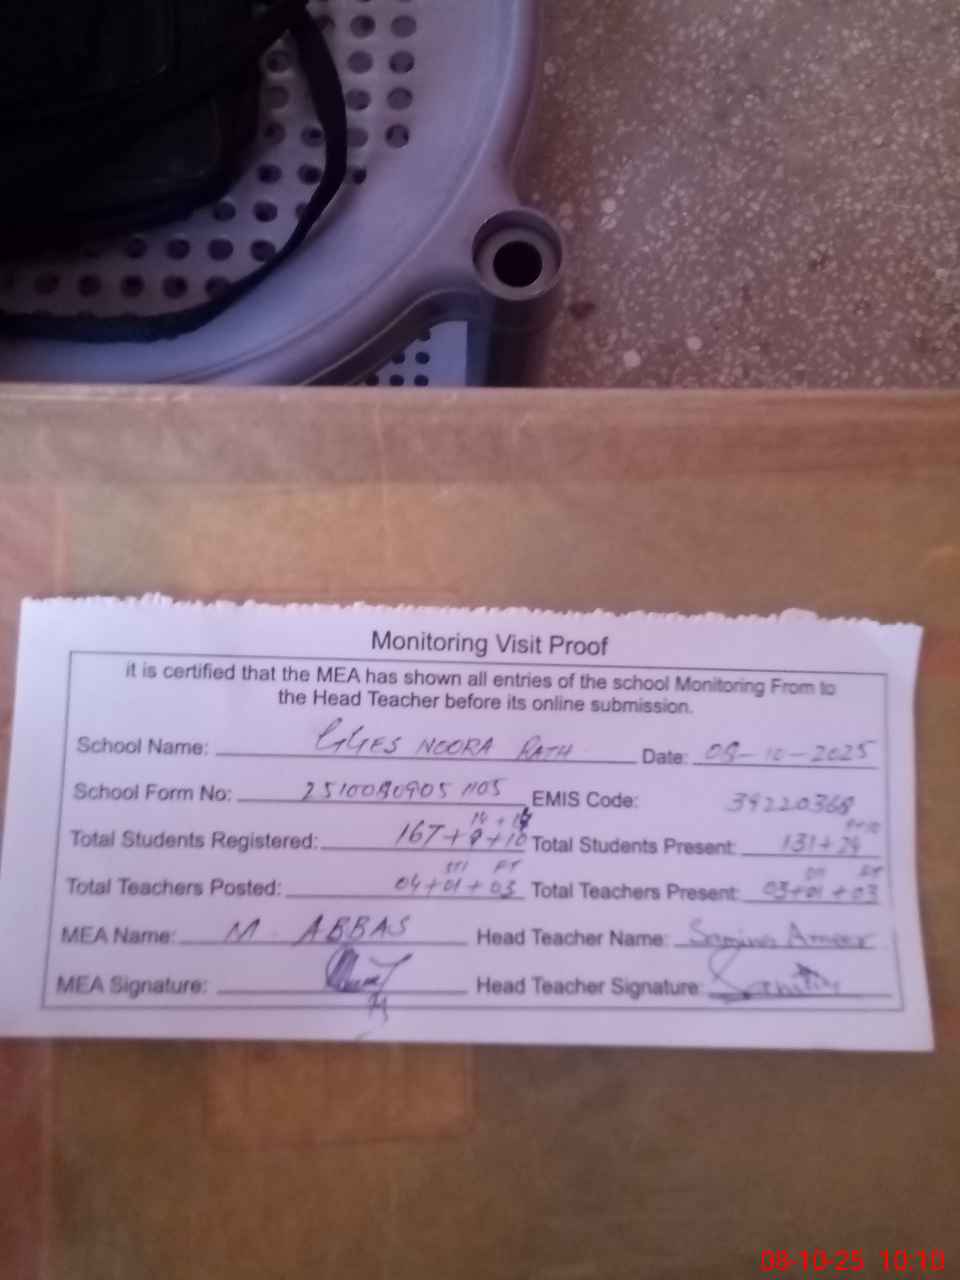 Monitoring Visit Proof
it is certified that the MEA has shown all entries of the school Monitoring From to
the Head Teacher before its online submission.
School Name: GGES NOORA RATH Date: 08-10-2025
School Form No: EMIS Code: 39220368
Total Students Registered: 167+ +10 Total Students Present: 131+
Total Teachers Posted: 04+01+03 Total Teachers Present: 03+01+03
MEA Name: M. ABBAS Head Teacher Name: Ameer
MEA Signature: Head Teacher Signature:
08-10-25 10:10